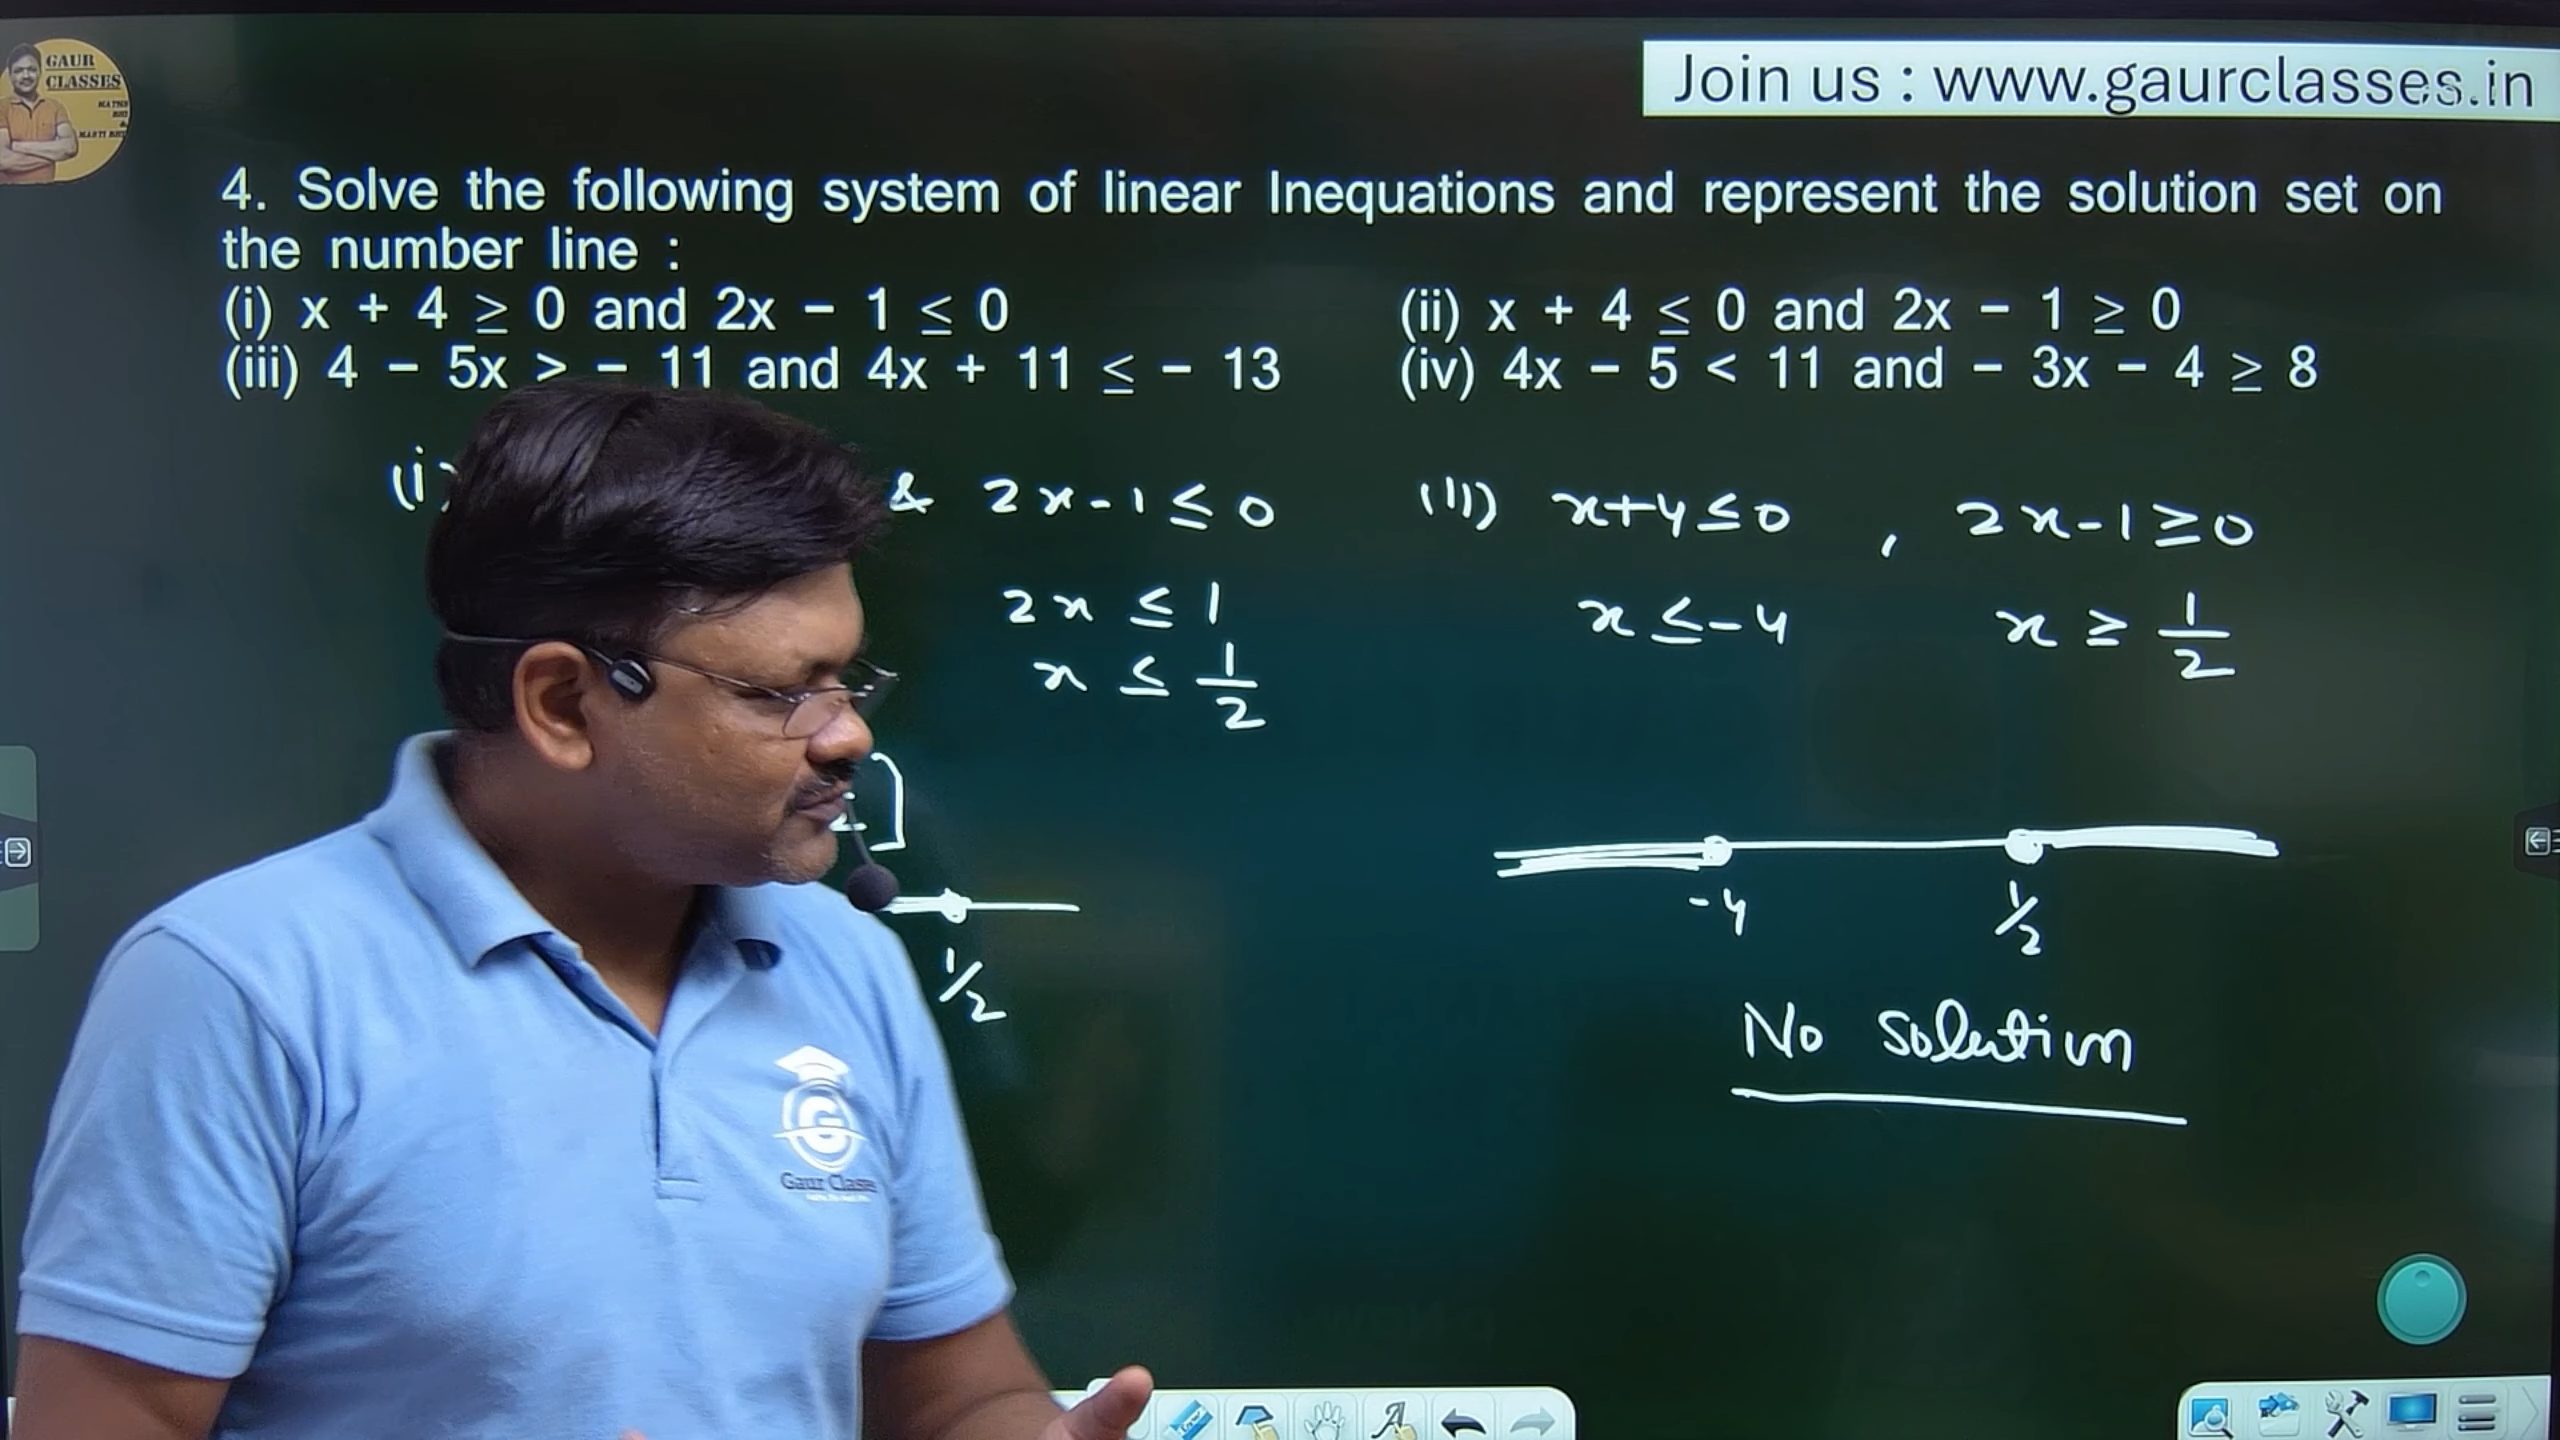 GAUR
CLASSES
MATHS
BHI
&
MASTI BHI
Join us : www.gaurclasses.in
4. Solve the following system of linear Inequations and represent the solution set on
the number line :
(i) x + 4 ≥ 0 and 2x − 1 ≤ 0
(ii) x + 4 ≤ 0 and 2x − 1 ≥ 0
(iii) 4 − 5x > − 11 and 4x + 11 ≤ − 13
(iv) 4x − 5 < 11 and − 3x − 4 ≥ 8
(i)
& 2x-1 ≤ 0
2x ≤ 1
x ≤ 1/2
]
1/2
(ii) x+4 ≤ 0 , 2x-1 ≥ 0
x ≤ -4
x ≥ 1/2
-4
1/2
No solution
G
Gaur Classes